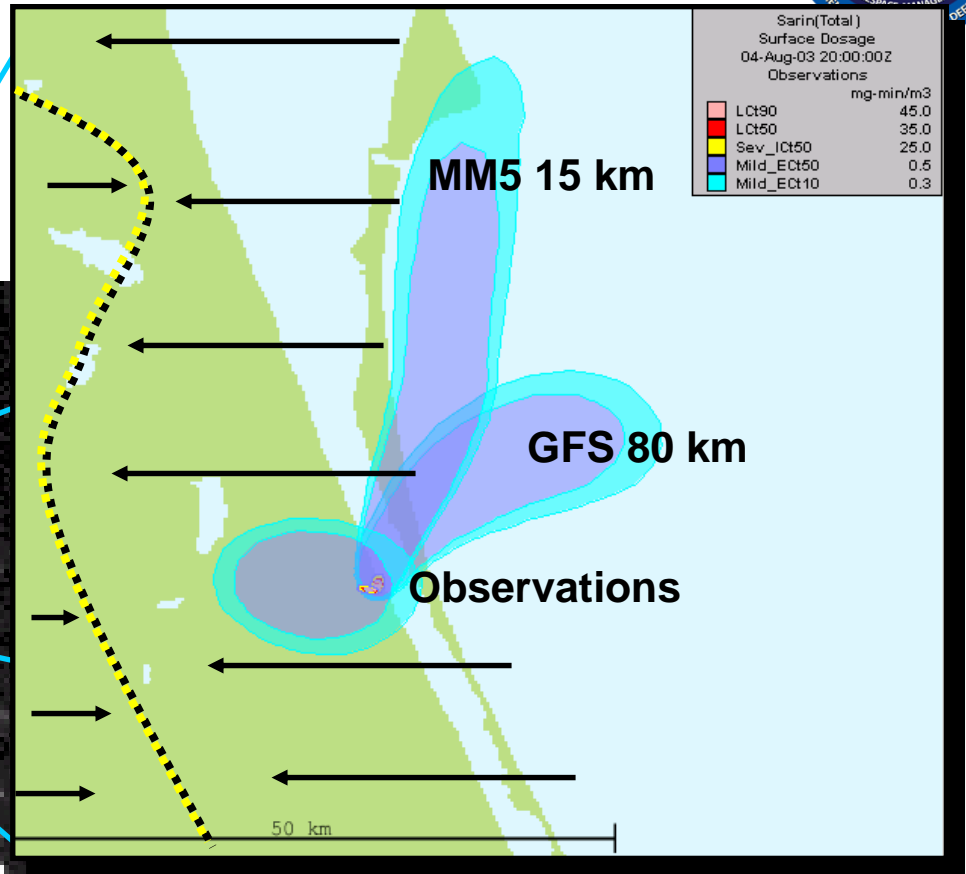 Sarin(Total)
Surface Dosage
04-Aug-03 20:00:00Z
Observations
mg-min/m3
LCt90 45.0
LCt50 35.0
Sev_ICt50 25.0
Mild_ECt50 0.5
Mild_ECt10 0.3
MM5 15 km
GFS 80 km
Observations
50 km